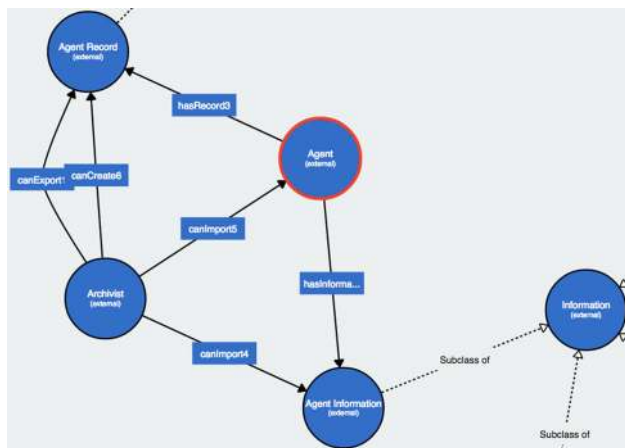 Agent Record
(external)
hasRecord3
Agent
(external)
canExport1
canCreate6
canImport5
Archivist
(external)
hasInforma...
Information
(external)
canImport4
Subclass of
Agent Information
(external)
Subclass of